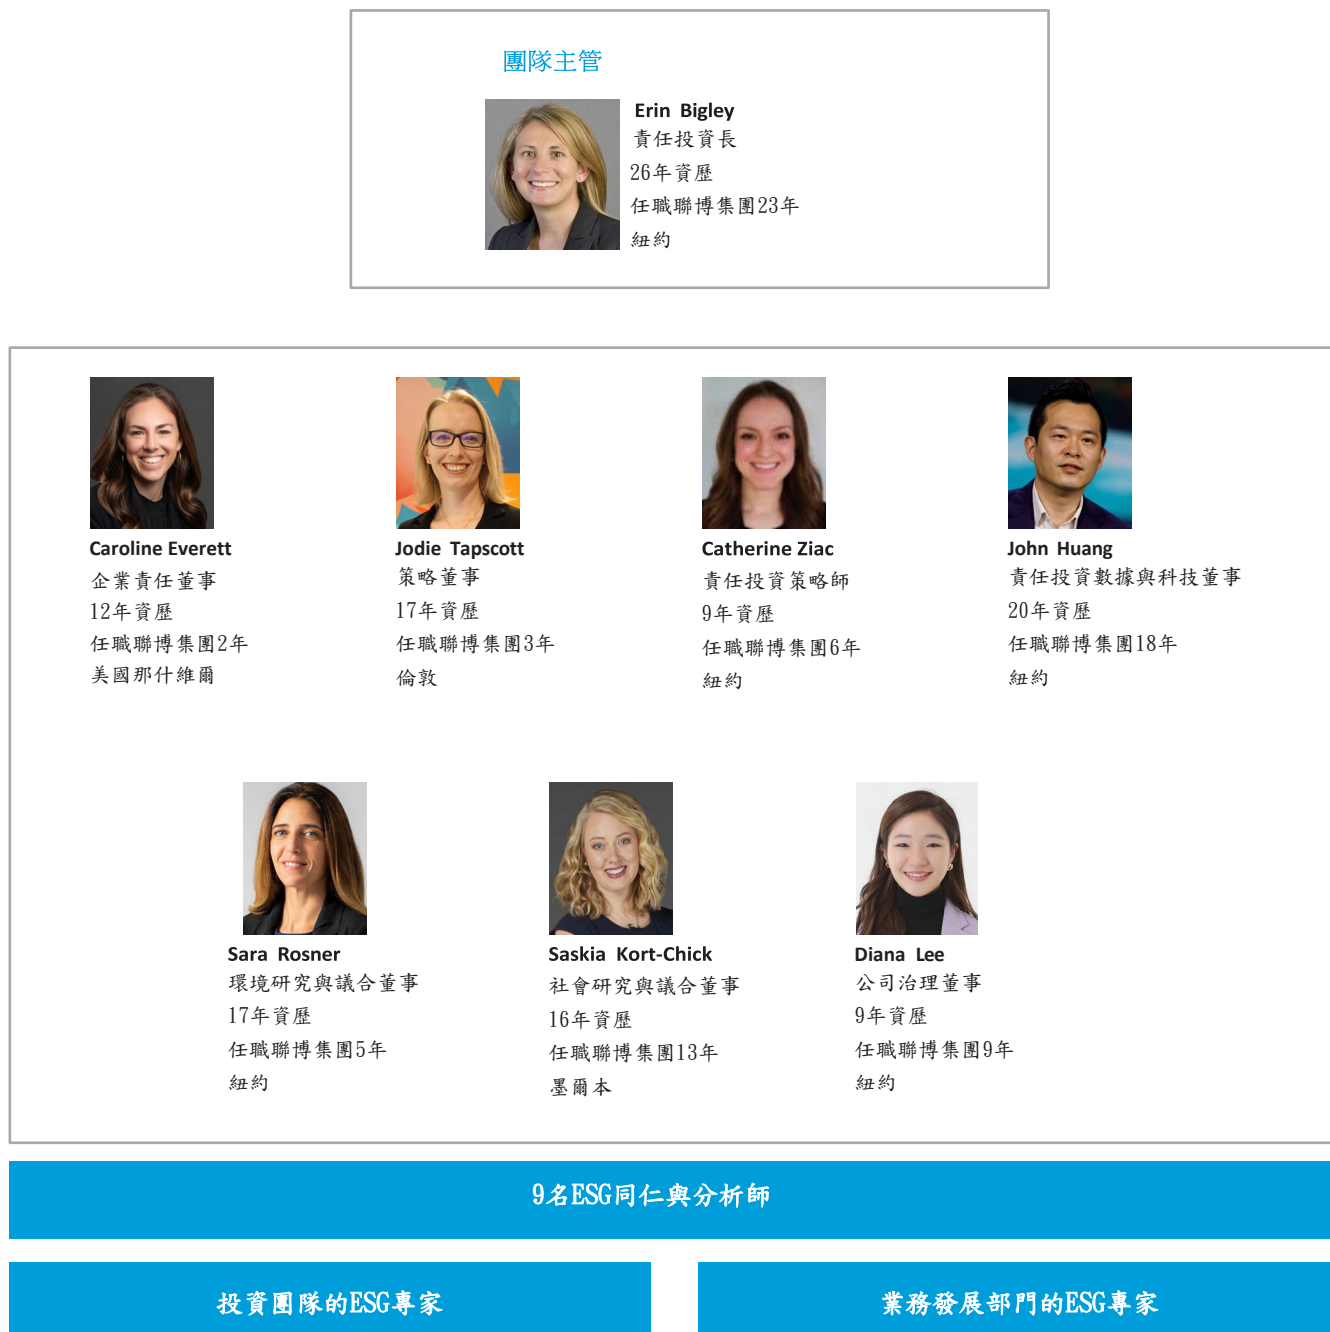 團隊主管
Erin Bigley
責任投資長
26年資歷
任職聯博集團23年
紐約
Caroline Everett
企業責任董事
12年資歷
任職聯博集團2年
美國那什維爾
Jodie Tapscott
策略董事
17年資歷
任職聯博集團3年
倫敦
Catherine Ziac
責任投資策略師
9年資歷
任職聯博集團6年
紐約
John Huang
責任投資數據與科技董事
20年資歷
任職聯博集團18年
紐約
Sara Rosner
環境研究與議合董事
17年資歷
任職聯博集團5年
紐約
Saskia Kort-Chick
社會研究與議合董事
16年資歷
任職聯博集團13年
墨爾本
Diana Lee
公司治理董事
9年資歷
任職聯博集團9年
紐約
9名ESG同仁與分析師
投資團隊的ESG專家
業務發展部門的ESG專家